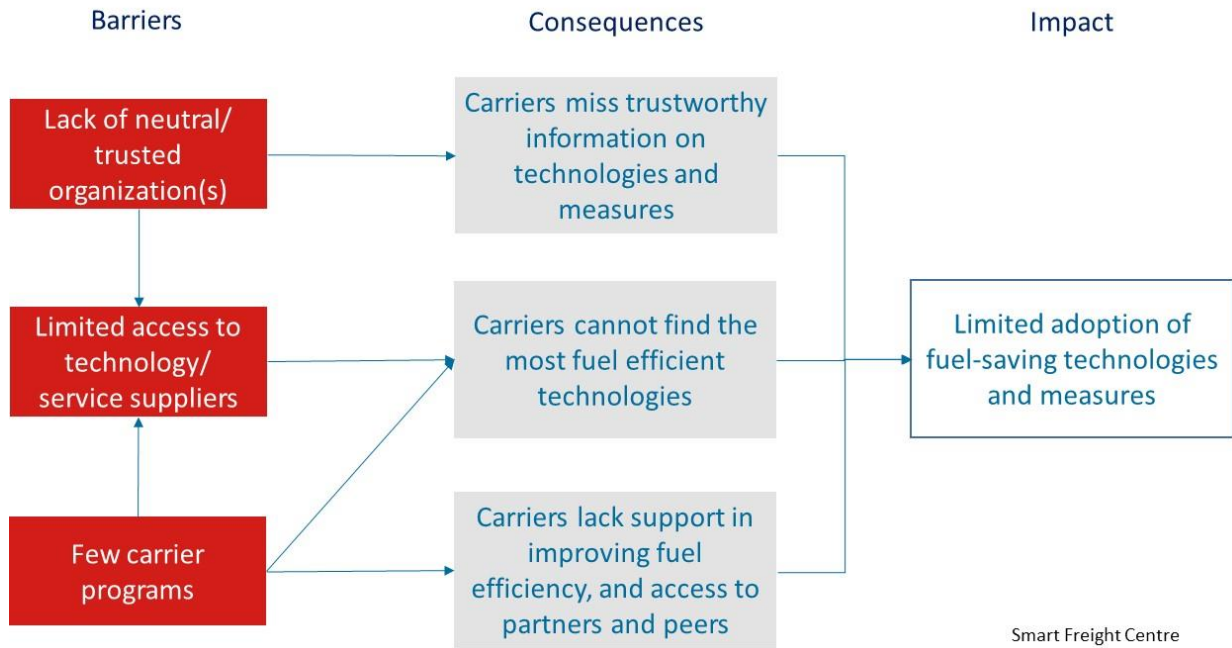 Barriers
Consequences
Impact
Lack of neutral/
trusted
organization(s)
Carriers miss trustworthy
information on
technologies and
measures
Limited access to
technology/
service suppliers
Carriers cannot find the
most fuel efficient
technologies
Limited adoption of
fuel-saving technologies
and measures
Few carrier
programs
Carriers lack support in
improving fuel
efficiency, and access to
partners and peers
Smart Freight Centre